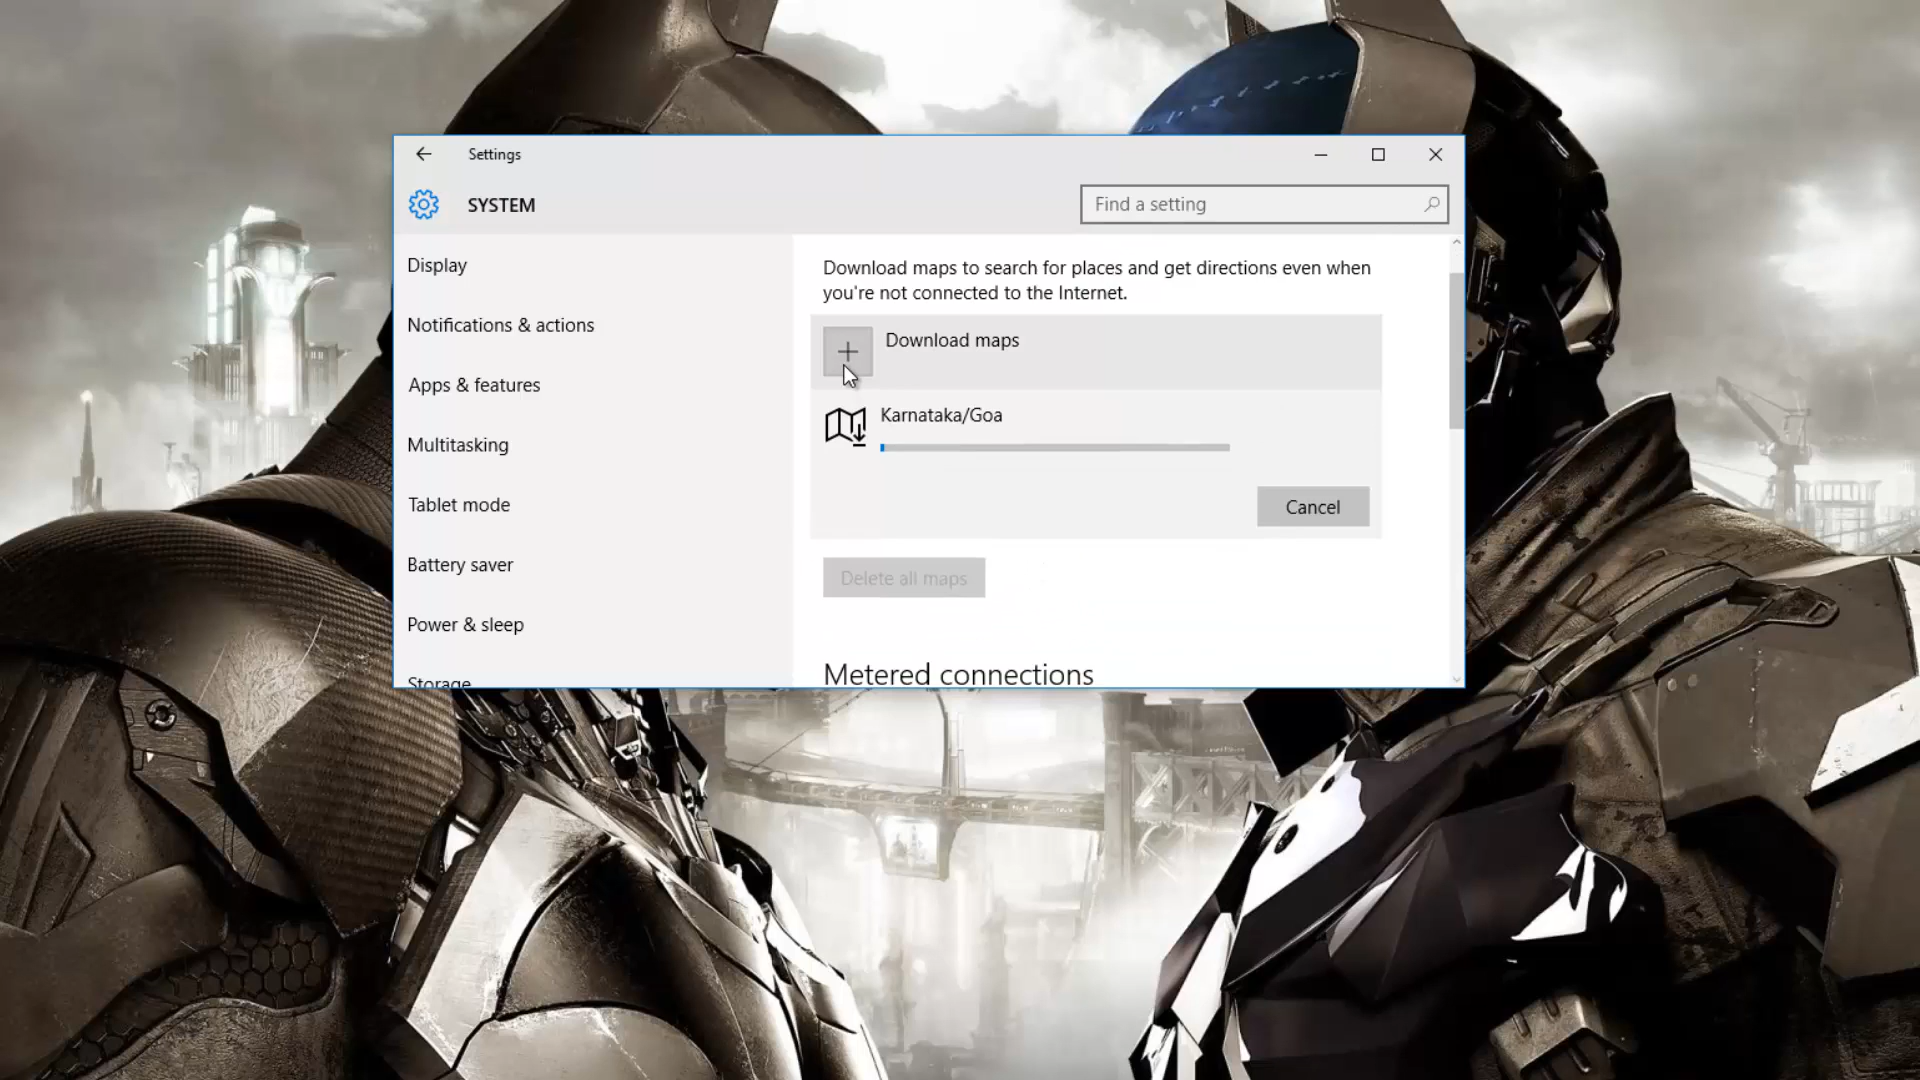 Settings
SYSTEM
Find a setting
Display
Notifications & actions
Apps & features
Multitasking
Tablet mode
Battery saver
Power & sleep
Storage
Download maps to search for places and get directions even when
you're not connected to the Internet.
Download maps
Karnataka/Goa
Cancel
Delete all maps
Metered connections